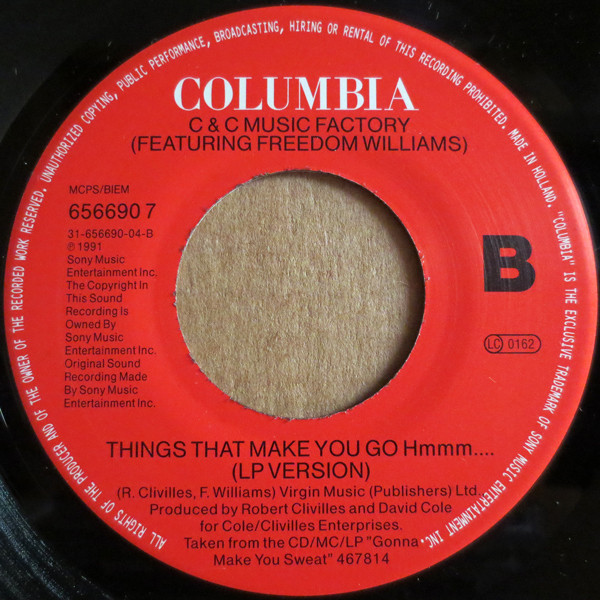 ALL RIGHTS OF THE PRODUCER AND OF THE OWNER OF THE RECORDED WORK RESERVED. UNAUTHORIZED COPYING, PUBLIC PERFORMANCE, BROADCASTING, HIRING OR RENTAL OF THIS RECORDING PROHIBITED. MADE IN HOLLAND. "COLUMBIA" IS THE EXCLUSIVE TRADEMARK OF SONY MUSIC ENTERTAINMENT INC.
COLUMBIA
C & C MUSIC FACTORY
(FEATURING FREEDOM WILLIAMS)
MCPS/BIEM
656690 7
31-656690-04-B
℗ 1991
Sony Music
Entertainment Inc.
The Copyright In
This Sound
Recording Is
Owned By
Sony Music
Entertainment Inc.
Original Sound
Recording Made
By Sony Music
Entertainment Inc.
B
LC 0162
THINGS THAT MAKE YOU GO Hmmm....
(LP VERSION)
(R. Clivilles, F. Williams) Virgin Music (Publishers) Ltd.
Produced by Robert Clivilles and David Cole
for Cole/Clivilles Enterprises.
Taken from the CD/MC/LP "Gonna
Make You Sweat" 467814